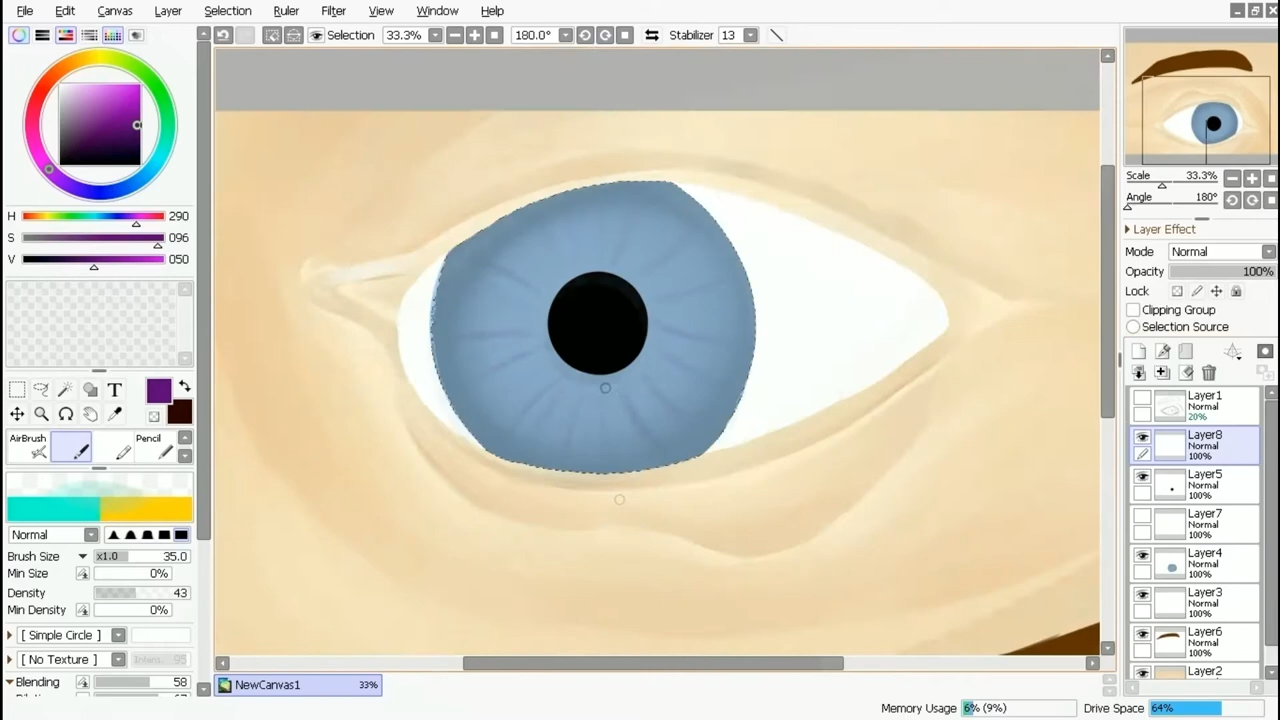 File Edit Canvas Layer Selection Ruler Filter View Window Help
Selection 33.3% 180.0° Stabilizer 13
H 290
S 096
V 050
T
AirBrush Pencil
Normal
Brush Size x1.0 35.0
Min Size 0%
Density 43
Min Density 0%
[ Simple Circle ]
[ No Texture ] Intens. 95
Blending 58
NewCanvas1 33%
Scale 33.3%
Angle 180°
Layer Effect
Mode Normal
Opacity 100%
Lock
Clipping Group
Selection Source
Layer1
Normal
20%
Layer8
Normal
100%
Layer5
Normal
100%
Layer7
Normal
100%
Layer4
Normal
100%
Layer3
Normal
100%
Layer6
Normal
100%
Layer2
Memory Usage 6% (9%) Drive Space 64%